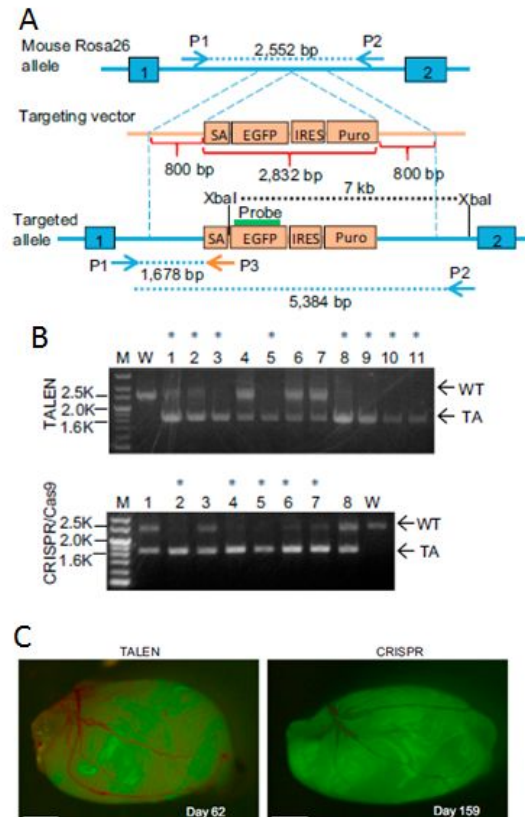 A
Mouse Rosa26
allele
P1
2,552 bp
P2
1
2
Targeting vector
SA
EGFP
IRES
Puro
800 bp
2,832 bp
800 bp
XbaI
7 kb
XbaI
Probe
Targeted
allele
1
SA
EGFP
IRES
Puro
2
P1
1,678 bp
P3
P2
5,384 bp
B
* * * * * * * *
M W 1 2 3 4 5 6 7 8 9 10 11
TALEN
2.5K
2.0K
1.6K
WT
TA
* * * * *
M 1 2 3 4 5 6 7 8 W
CRISPR/Cas9
2.5K
2.0K
1.6K
WT
TA
C
TALEN
CRISPR
Day 62
Day 159